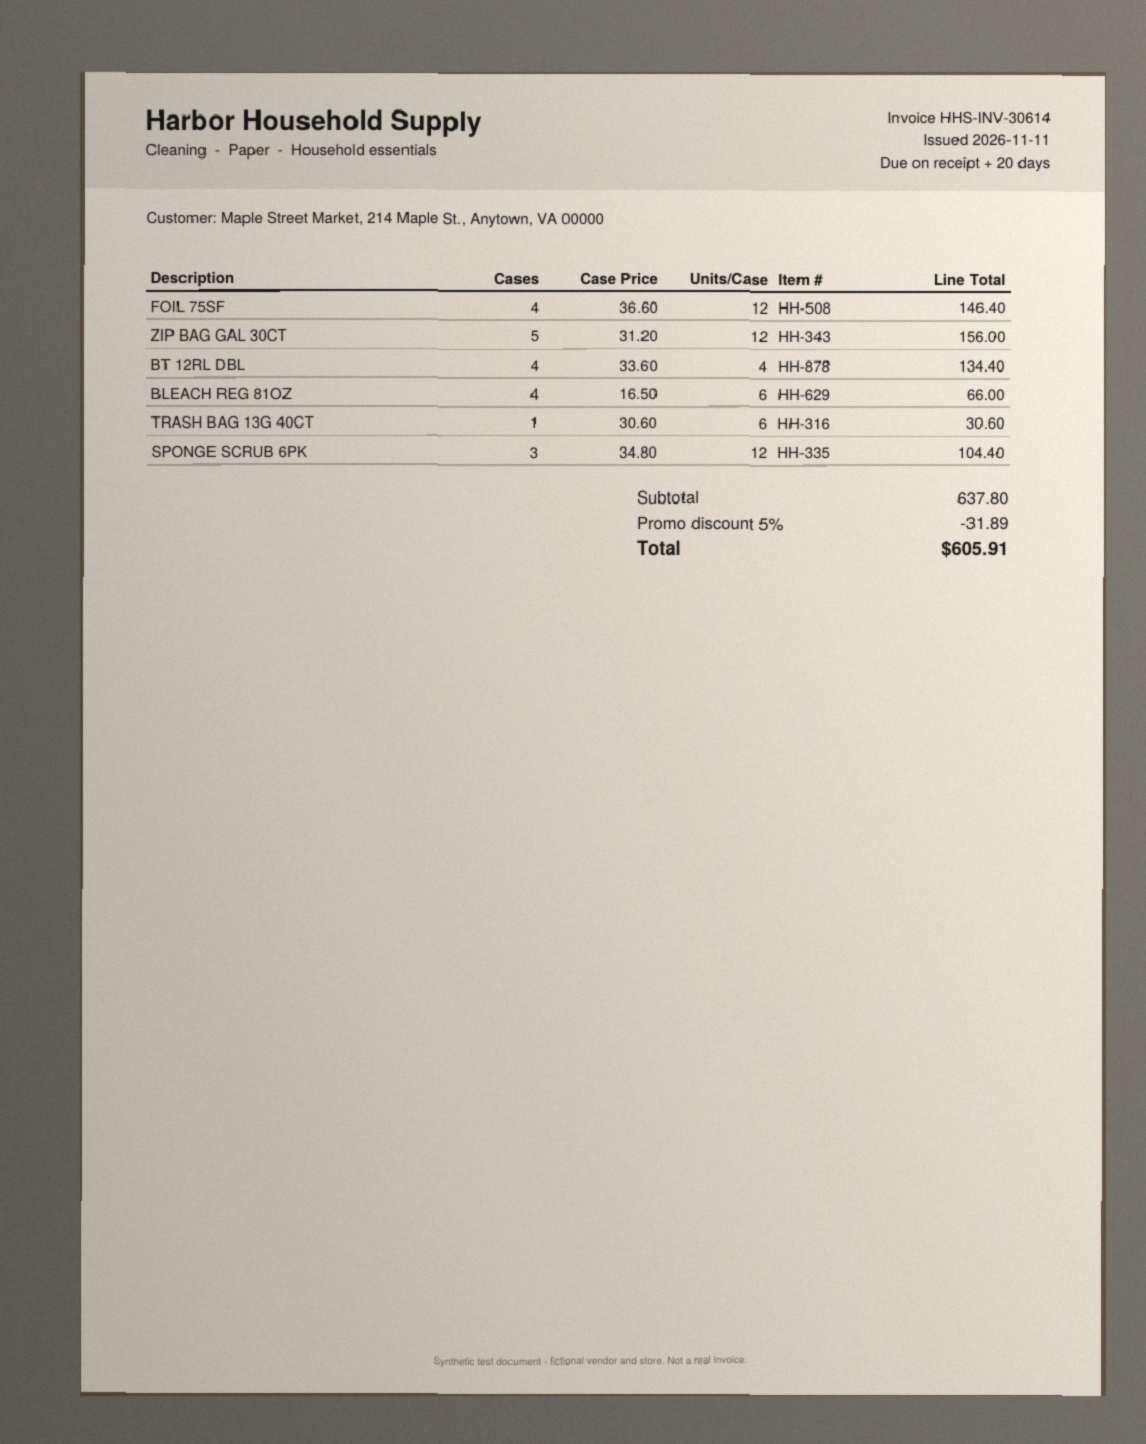 Harbor Household Supply
Cleaning - Paper - Household essentials
Invoice HHS-INV-30614
Issued 2026-11-11
Due on receipt + 20 days
Customer: Maple Street Market, 214 Maple St., Anytown, VA 00000
Description Cases Case Price Units/Case Item # Line Total
FOIL 75SF 4 36.60 12 HH-508 146.40
ZIP BAG GAL 30CT 5 31.20 12 HH-343 156.00
BT 12RL DBL 4 33.60 4 HH-878 134.40
BLEACH REG 81OZ 4 16.50 6 HH-629 66.00
TRASH BAG 13G 40CT 1 30.60 6 HH-316 30.60
SPONGE SCRUB 6PK 3 34.80 12 HH-335 104.40
Subtotal 637.80
Promo discount 5% -31.89
Total $605.91
Synthetic test document - fictional vendor and store. Not a real invoice.